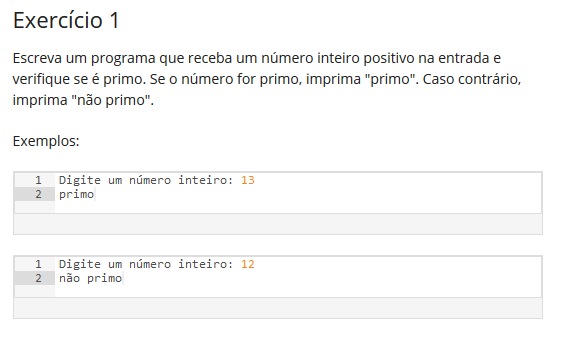 Exercício 1
Escreva um programa que receba um número inteiro positivo na entrada e
verifique se é primo. Se o número for primo, imprima "primo". Caso contrário,
imprima "não primo".
Exemplos:
1 Digite um número inteiro: 13
2 primo
1 Digite um número inteiro: 12
2 não primo